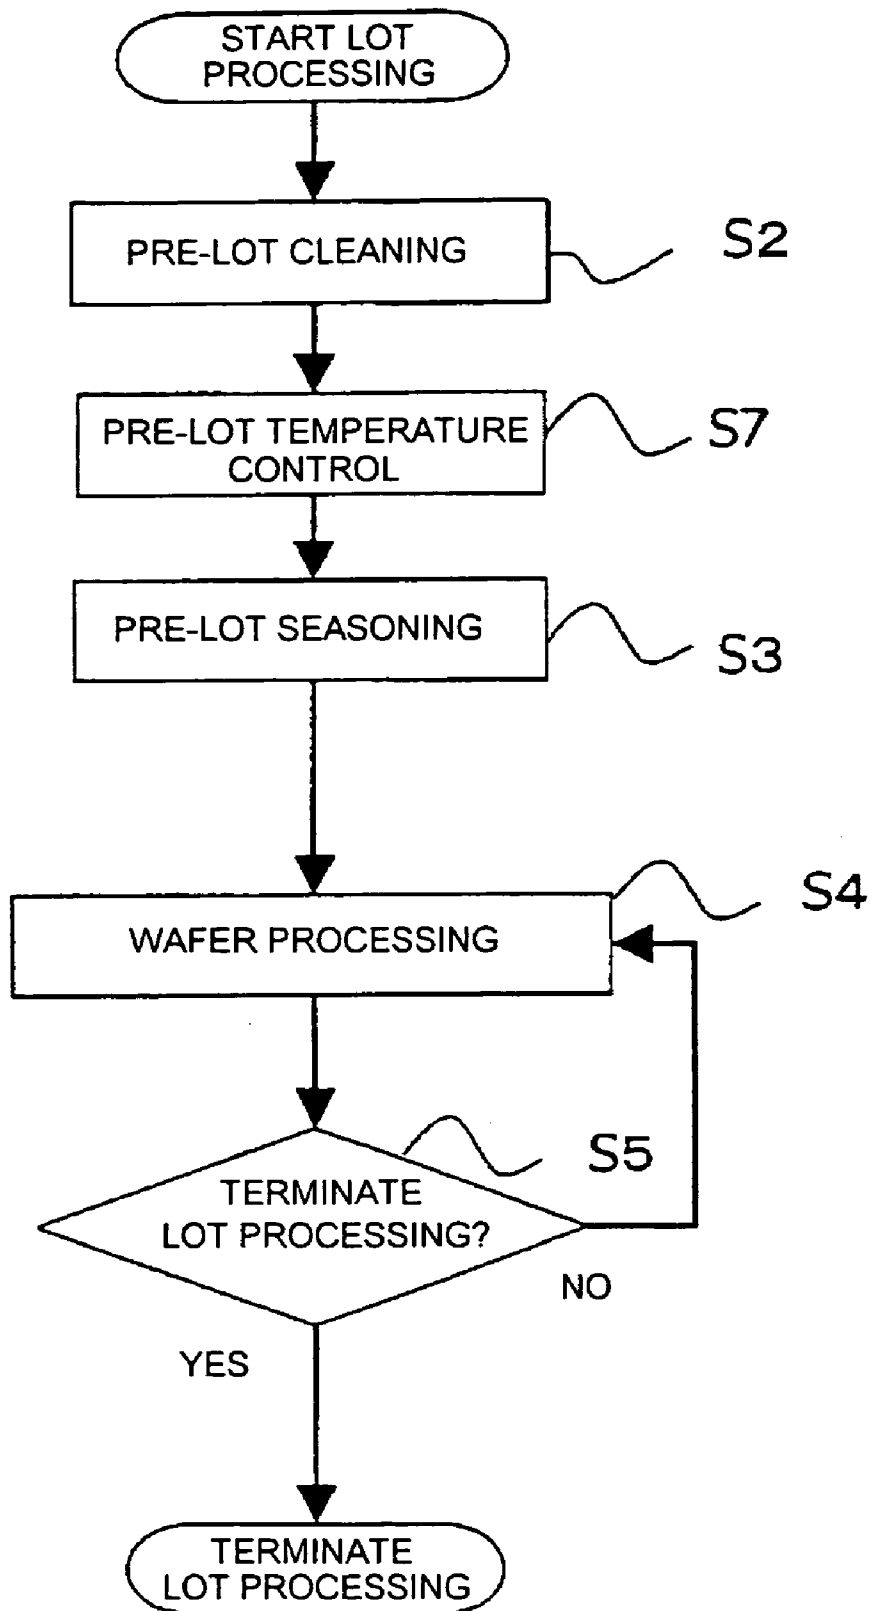 START LOT
PROCESSING
PRE-LOT CLEANING
S2
PRE-LOT TEMPERATURE
CONTROL
S7
PRE-LOT SEASONING
S3
S4
WAFER PROCESSING
S5
TERMINATE
LOT PROCESSING?
NO
YES
TERMINATE
LOT PROCESSING